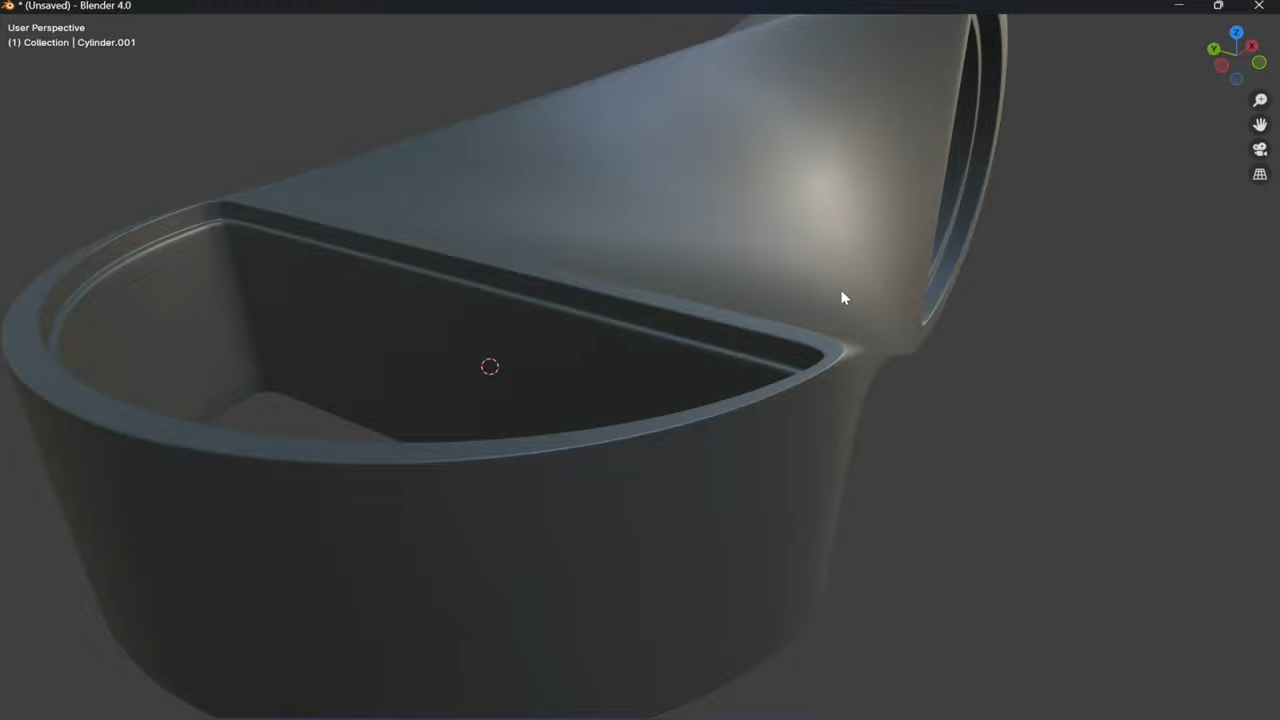 * (Unsaved) - Blender 4.0
User Perspective
(1) Collection | Cylinder.001
Z
Y
X